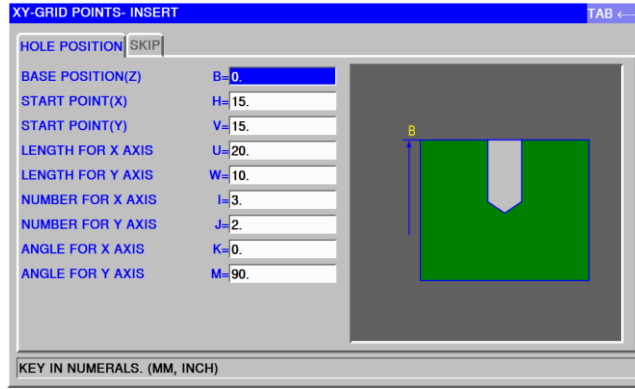 XY-GRID POINTS- INSERT TAB ←
HOLE POSITION SKIP
BASE POSITION(Z) B=0.
START POINT(X) H=15.
START POINT(Y) V=15.
LENGTH FOR X AXIS U=20.
LENGTH FOR Y AXIS W=10.
NUMBER FOR X AXIS I=3.
NUMBER FOR Y AXIS J=2.
ANGLE FOR X AXIS K=0.
ANGLE FOR Y AXIS M=90.
B
KEY IN NUMERALS. (MM, INCH)